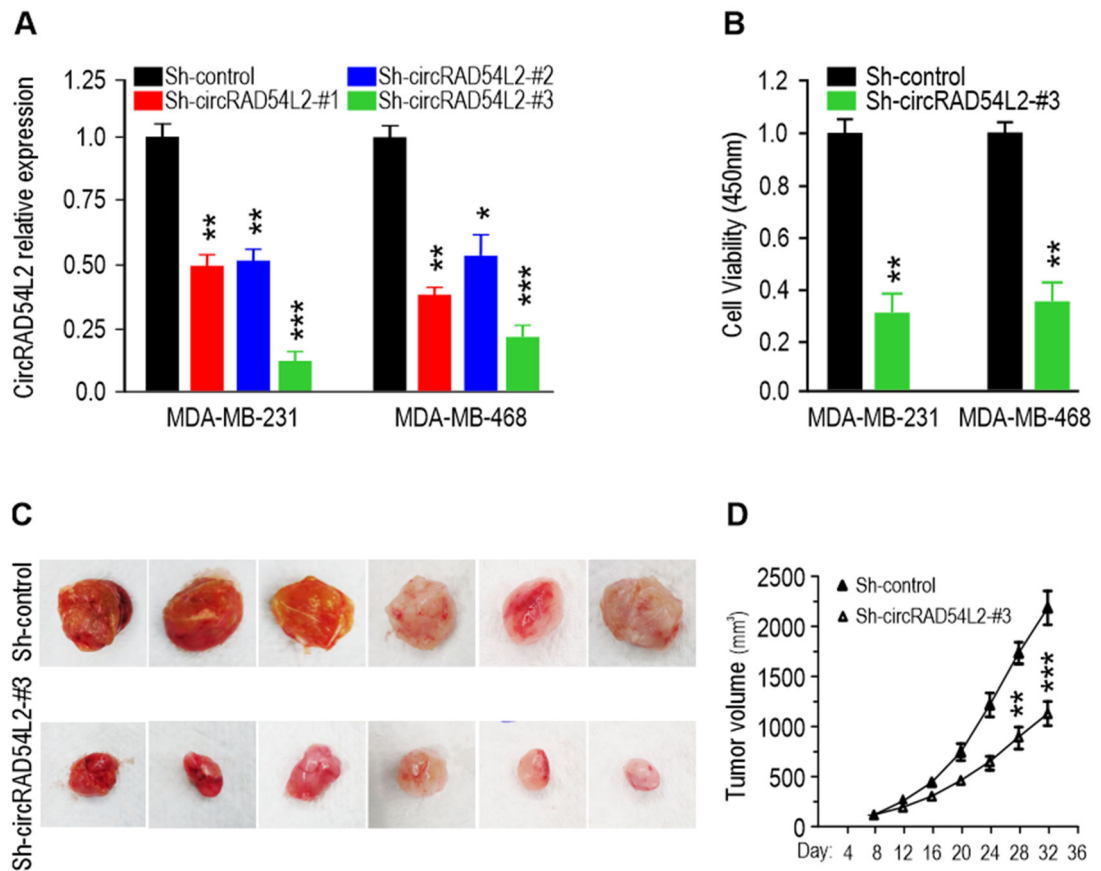 A
CircRAD54L2 relative expression
Sh-control
Sh-circRAD54L2-#2
Sh-circRAD54L2-#1
Sh-circRAD54L2-#3
1.25
1.0
0.75
0.50
0.25
0.0
**
**
***
**
*
***
MDA-MB-231
MDA-MB-468
B
Cell Viability (450nm)
Sh-control
Sh-circRAD54L2-#3
1.2
1.0
0.8
0.6
0.4
0.2
0.0
**
**
MDA-MB-231
MDA-MB-468
C
Sh-control
Sh-circRAD54L2-#3
D
Tumor volume (mm³)
Sh-control
Sh-circRAD54L2-#3
2500
2000
1500
1000
500
0
**
***
Day: 4 8 12 16 20 24 28 32 36